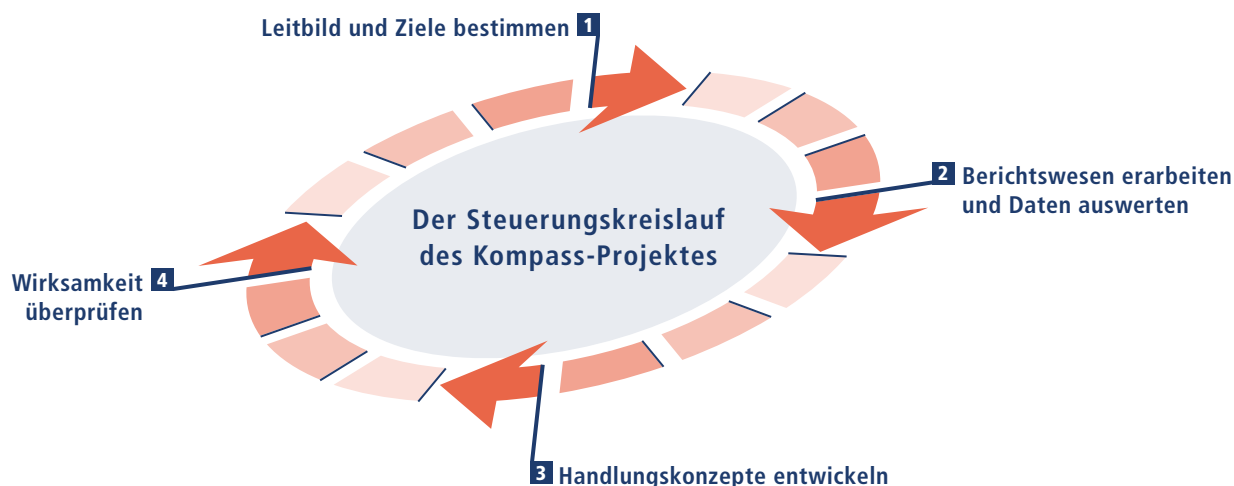 Leitbild und Ziele bestimmen 1
2 Berichtswesen erarbeiten
und Daten auswerten
Der Steuerungskreislauf
des Kompass-Projektes
Wirksamkeit 4
überprüfen
3 Handlungskonzepte entwickeln